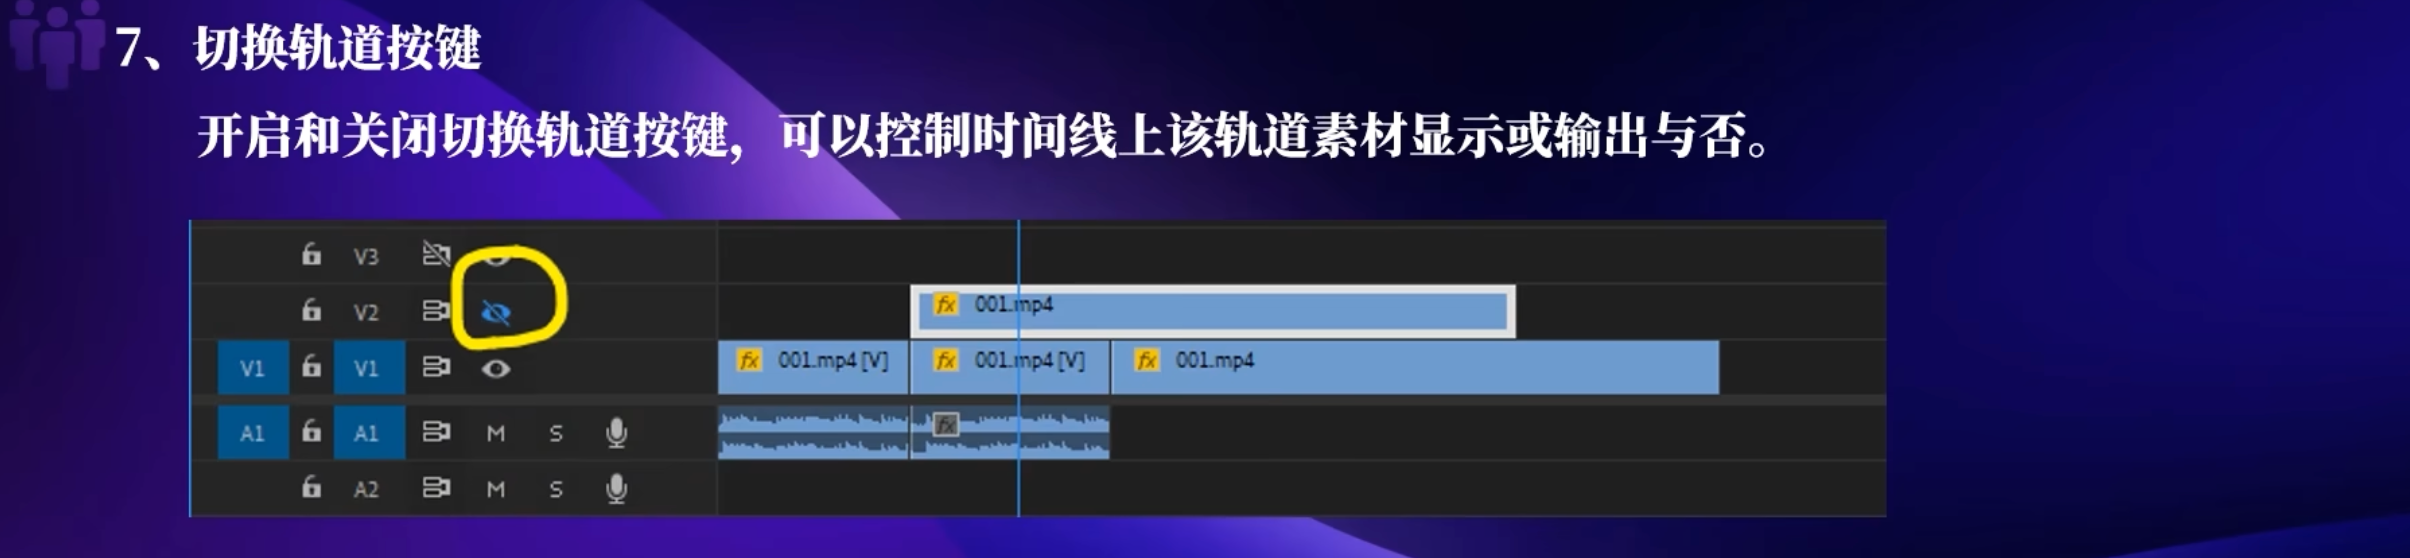 7、切换轨道按键
开启和关闭切换轨道按键，可以控制时间线上该轨道素材显示或输出与否。
V3
V2 fx 001.mp4
V1 V1 fx 001.mp4 [V] fx 001.mp4 [V] fx 001.mp4
A1 A1 M S fx
A2 M S